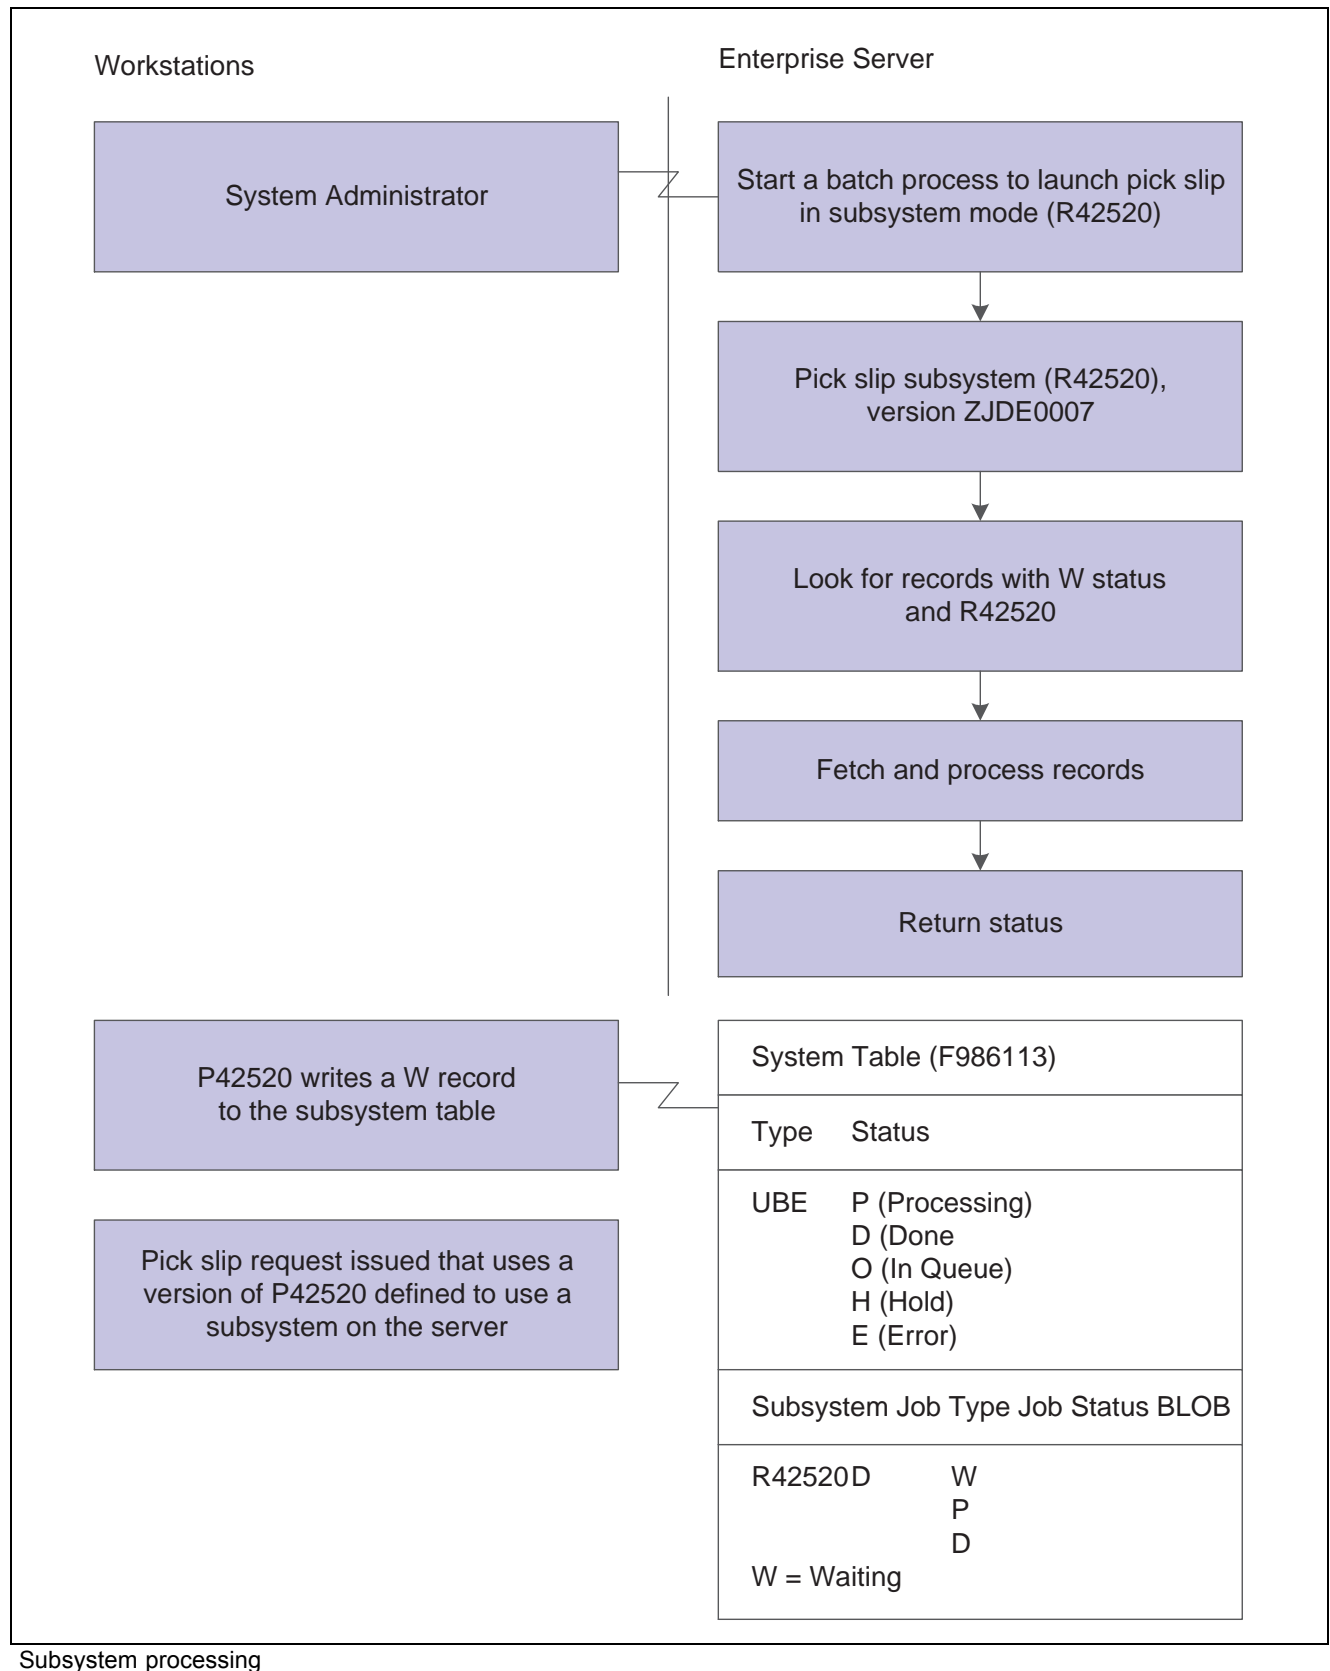 Workstations
Enterprise Server
System Administrator
Start a batch process to launch pick slip
in subsystem mode (R42520)
Pick slip subsystem (R42520),
version ZJDE0007
Look for records with W status
and R42520
Fetch and process records
Return status
P42520 writes a W record
to the subsystem table
Pick slip request issued that uses a
version of P42520 defined to use a
subsystem on the server
System Table (F986113)
Type Status
UBE P (Processing)
D (Done
O (In Queue)
H (Hold)
E (Error)
Subsystem Job Type Job Status BLOB
R42520 D W
P
D
W = Waiting
Subsystem processing